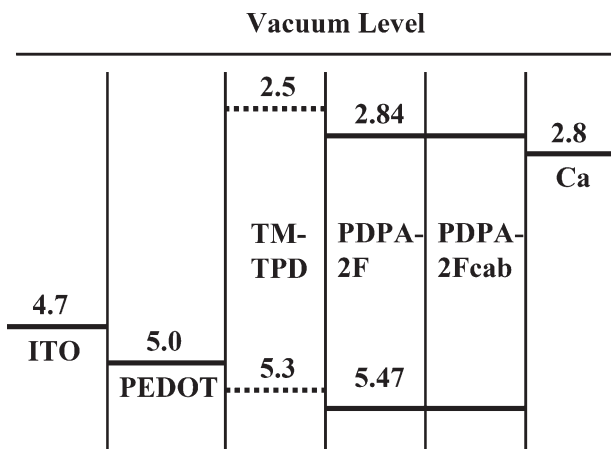 Vacuum Level
2.5
2.84
2.8
Ca
TM-
TPD
PDPA-
2F
PDPA-
2Fcab
4.7
ITO
5.0
PEDOT
5.3
5.47